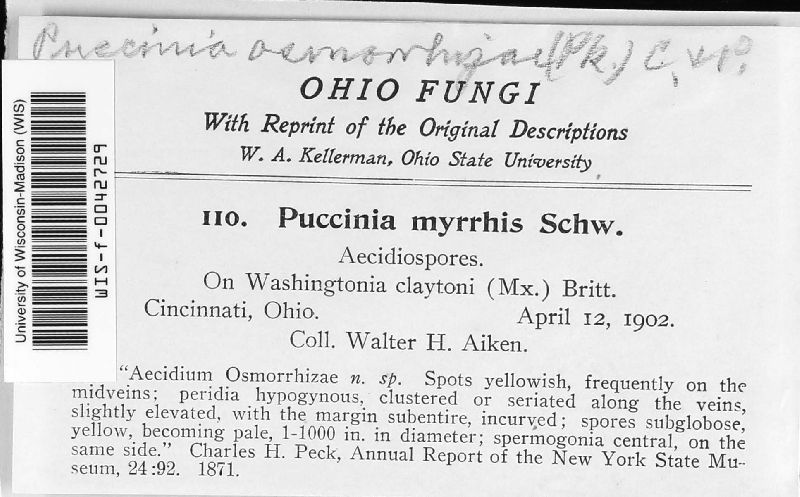 Puccinia osmorrhizae (Pk.) C. & P.
OHIO FUNGI
With Reprint of the Original Descriptions
W. A. Kellerman, Ohio State University
University of Wisconsin-Madison (WIS)
WIS-f-0042729
110. Puccinia myrrhis Schw.
Aecidiospores.
On Washingtonia claytoni (Mx.) Britt.
Cincinnati, Ohio. April 12, 1902.
Coll. Walter H. Aiken.
"Aecidium Osmorrhizae n. sp. Spots yellowish, frequently on the
midveins; peridia hypogynous, clustered or seriated along the veins,
slightly elevated, with the margin subentire, incurved; spores subglobose,
yellow, becoming pale, 1-1000 in. in diameter; spermogonia central, on the
same side." Charles H. Peck, Annual Report of the New York State Mu-
seum, 24:92. 1871.